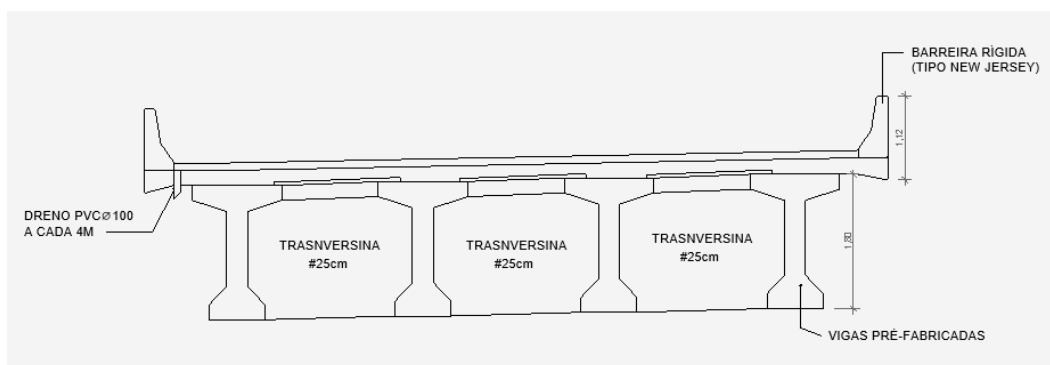 BARREIRA RÌGIDA
(TIPO NEW JERSEY)
1,12
DRENO PVCØ100
A CADA 4M
TRASNVERSINA
#25cm
TRASNVERSINA
#25cm
TRASNVERSINA
#25cm
1,80
VIGAS PRÉ-FABRICADAS